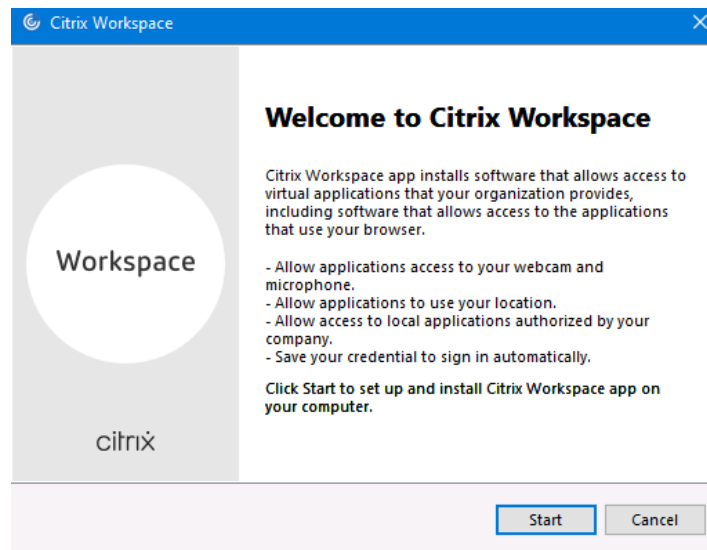 Citrix Workspace
Welcome to Citrix Workspace
Citrix Workspace app installs software that allows access to
virtual applications that your organization provides,
including software that allows access to the applications
that use your browser.
- Allow applications access to your webcam and
microphone.
- Allow applications to use your location.
- Allow access to local applications authorized by your
company.
- Save your credential to sign in automatically.
Click Start to set up and install Citrix Workspace app on
your computer.
Workspace
citrix
Start
Cancel